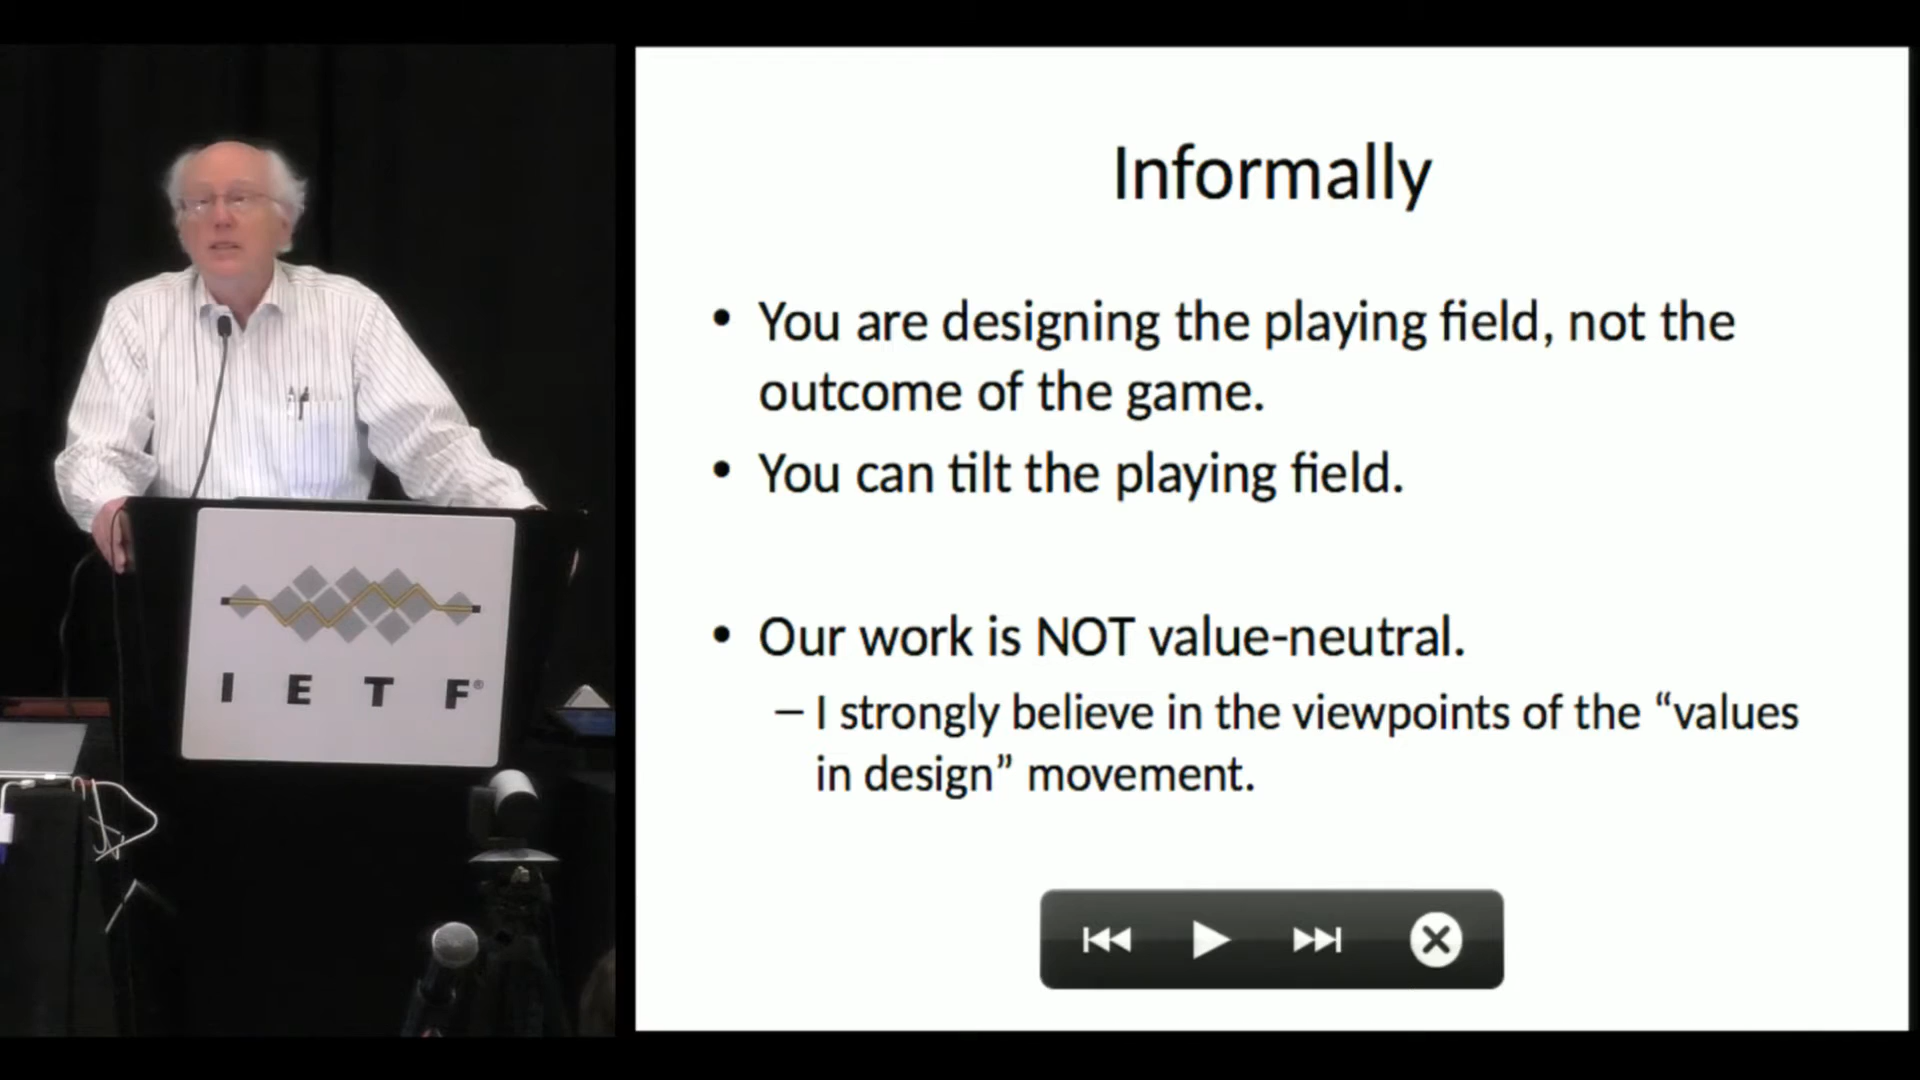 Informally
• You are designing the playing field, not the
outcome of the game.
• You can tilt the playing field.
• Our work is NOT value-neutral.
– I strongly believe in the viewpoints of the “values
in design” movement.
I E T F®